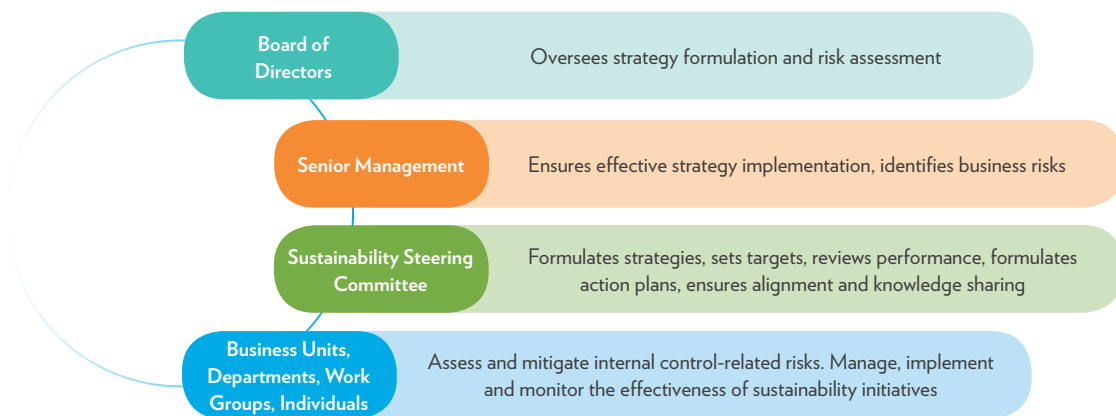 Board of
Directors
Oversees strategy formulation and risk assessment
Senior Management
Ensures effective strategy implementation, identifies business risks
Sustainability Steering
Committee
Formulates strategies, sets targets, reviews performance, formulates
action plans, ensures alignment and knowledge sharing
Business Units,
Departments, Work
Groups, Individuals
Assess and mitigate internal control-related risks. Manage, implement
and monitor the effectiveness of sustainability initiatives